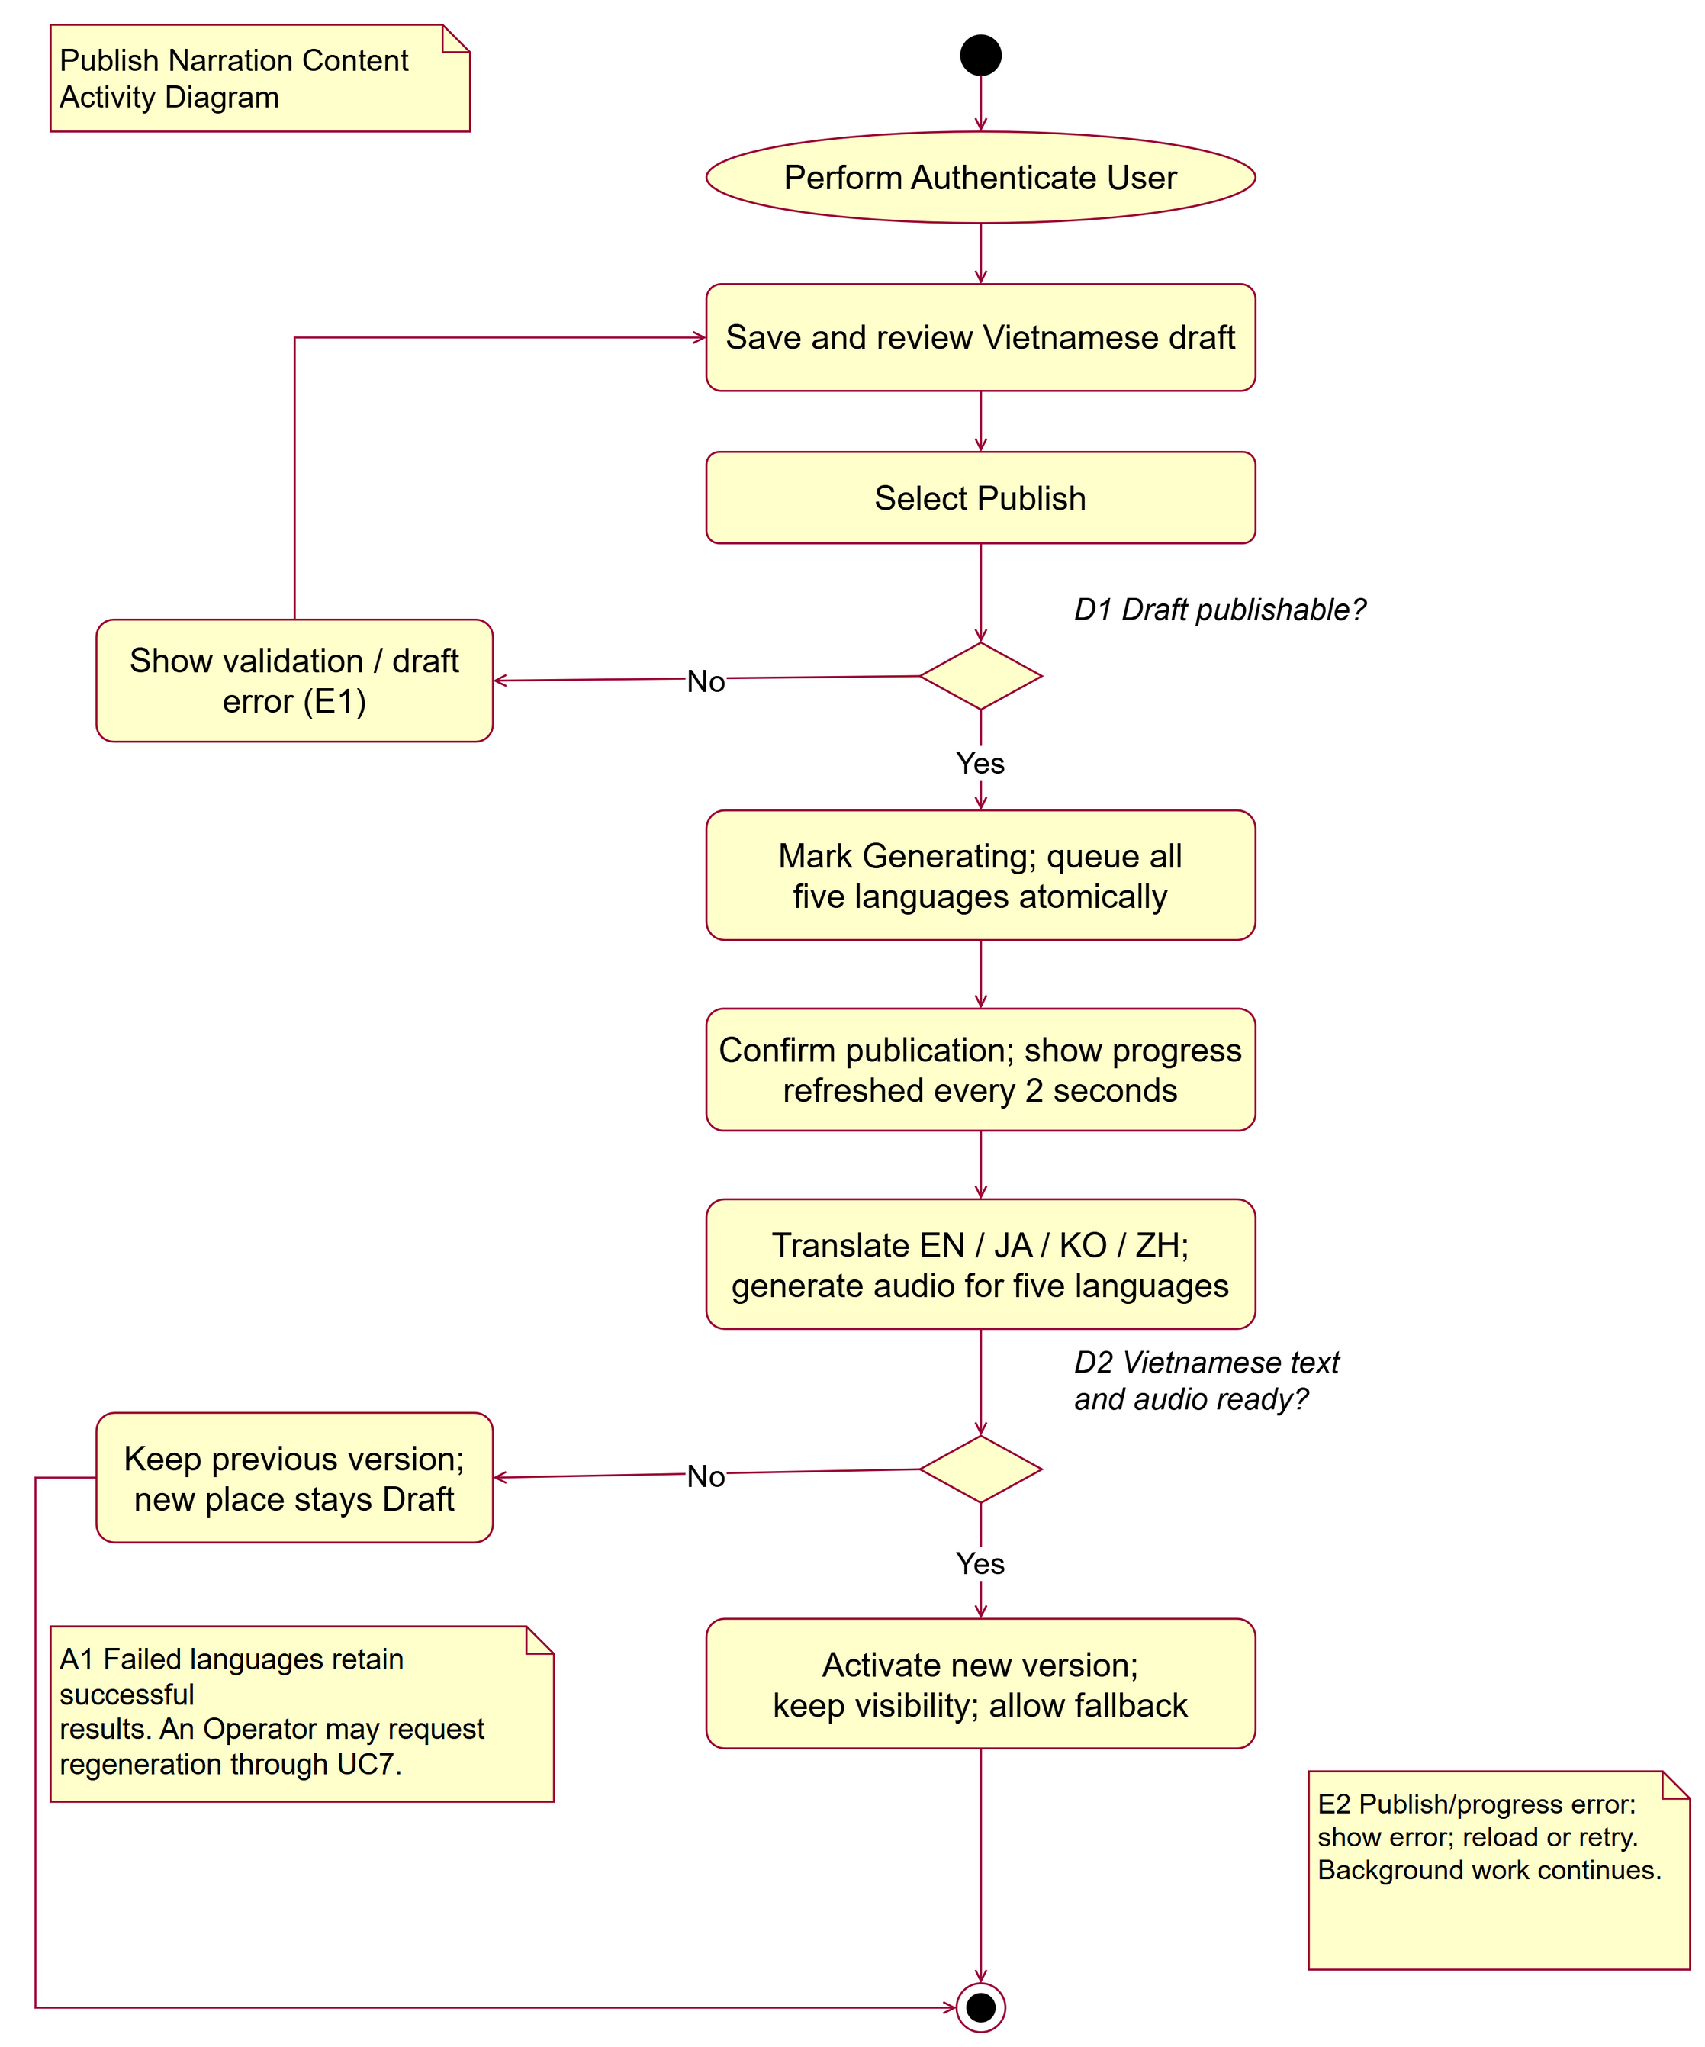 Publish Narration Content
Activity Diagram
Perform Authenticate User
Save and review Vietnamese draft
Select Publish
D1 Draft publishable?
Show validation / draft
error (E1)
No
Yes
Mark Generating; queue all
five languages atomically
Confirm publication; show progress
refreshed every 2 seconds
Translate EN / JA / KO / ZH;
generate audio for five languages
D2 Vietnamese text
and audio ready?
Keep previous version;
new place stays Draft
No
Yes
A1 Failed languages retain
successful
results. An Operator may request
regeneration through UC7.
Activate new version;
keep visibility; allow fallback
E2 Publish/progress error:
show error; reload or retry.
Background work continues.